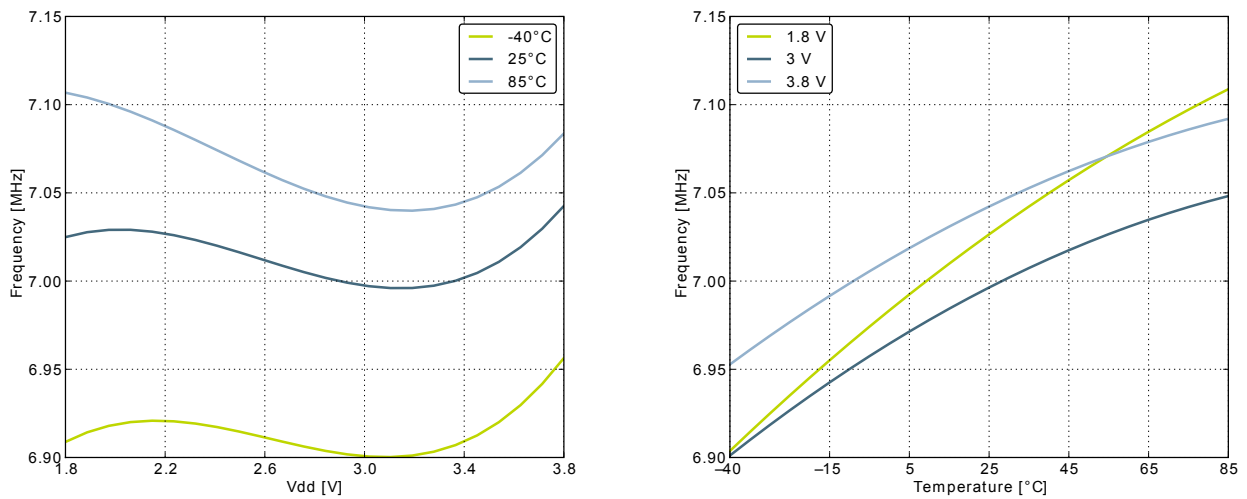 7.15
7.10
7.05
7.00
6.95
6.90
Frequency [MHz]
1.8 2.2 2.6 3.0 3.4 3.8
Vdd [V]
-40°C
25°C
85°C
7.15
7.10
7.05
7.00
6.95
6.90
Frequency [MHz]
–40 –15 5 25 45 65 85
Temperature [°C]
1.8 V
3 V
3.8 V